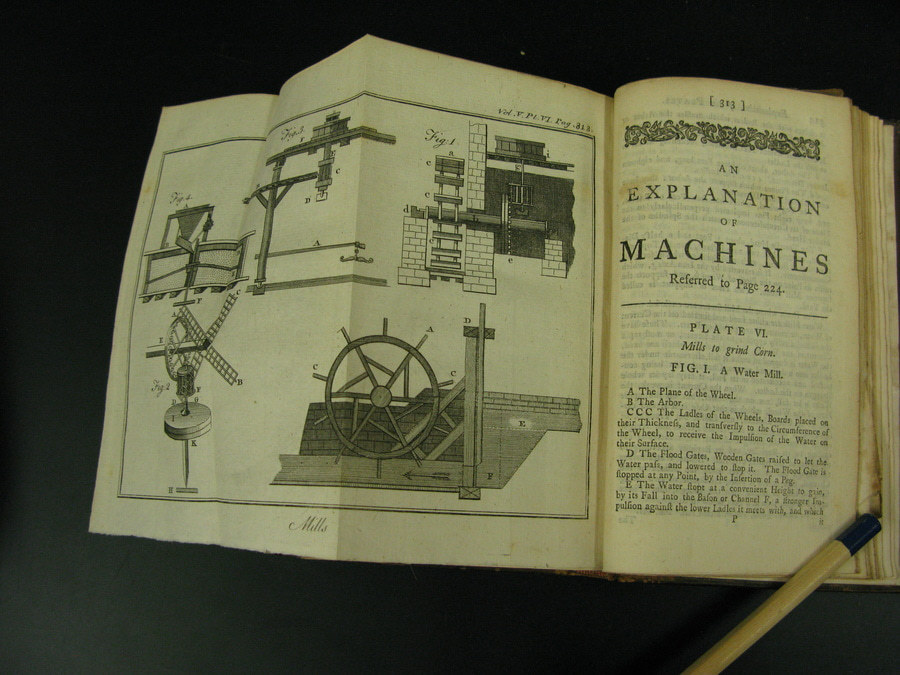 Vol. V. Pl. VI. Pag. 313.
Fig. 4.
Fig. 3.
Fig. 1.
Fig. 2
A
B
C
D
E
F
Mills
[ 313 ]
AN
EXPLANATION
OF
MACHINES
Referred to Page 224.
PLATE VI.
Mills to grind Corn.
FIG. I. A Water Mill.
A The Plane of the Wheel.
B The Arbor.
CCC The Ladles of the Wheels, Boards placed on
their Thickness, and transversly to the Circumference of
the Wheel, to receive the Impulsion of the Water on
their Surface.
D The Flood Gates, Wooden Gates raised to let the
Water pass, and lowered to stop it. The Flood Gate is
stopped at any Point, by the Insertion of a Peg.
E The Water stopt at a convenient Height to gain,
by its Fall into the Bason or Channel F, a stronger Im-
pulsion against the lower Ladles it meets with, and which
P
it